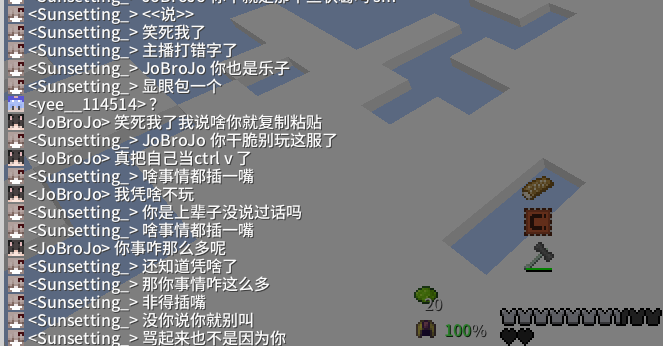 <Sunsetting_> <<说>>
<Sunsetting_> 笑死我了
<Sunsetting_> 主播打错字了
<Sunsetting_> JoBroJo 你也是乐子
<Sunsetting_> 显眼包一个
<yee__114514> ?
<JoBroJo> 笑死我了我说啥你就复制粘贴
<Sunsetting_> JoBroJo 你干脆别玩这服了
<JoBroJo> 真把自己当ctrl v 了
<Sunsetting_> 啥事情都插一嘴
<JoBroJo> 我凭啥不玩
<Sunsetting_> 你是上辈子没说过话吗
<Sunsetting_> 啥事情都插一嘴
<JoBroJo> 你事咋那么多呢
<Sunsetting_> 还知道凭啥了
<Sunsetting_> 那你事情咋这么多
<Sunsetting_> 非得插嘴
<Sunsetting_> 没你说你就别叫
<Sunsetting_> 骂起来也不是因为你
20
100%